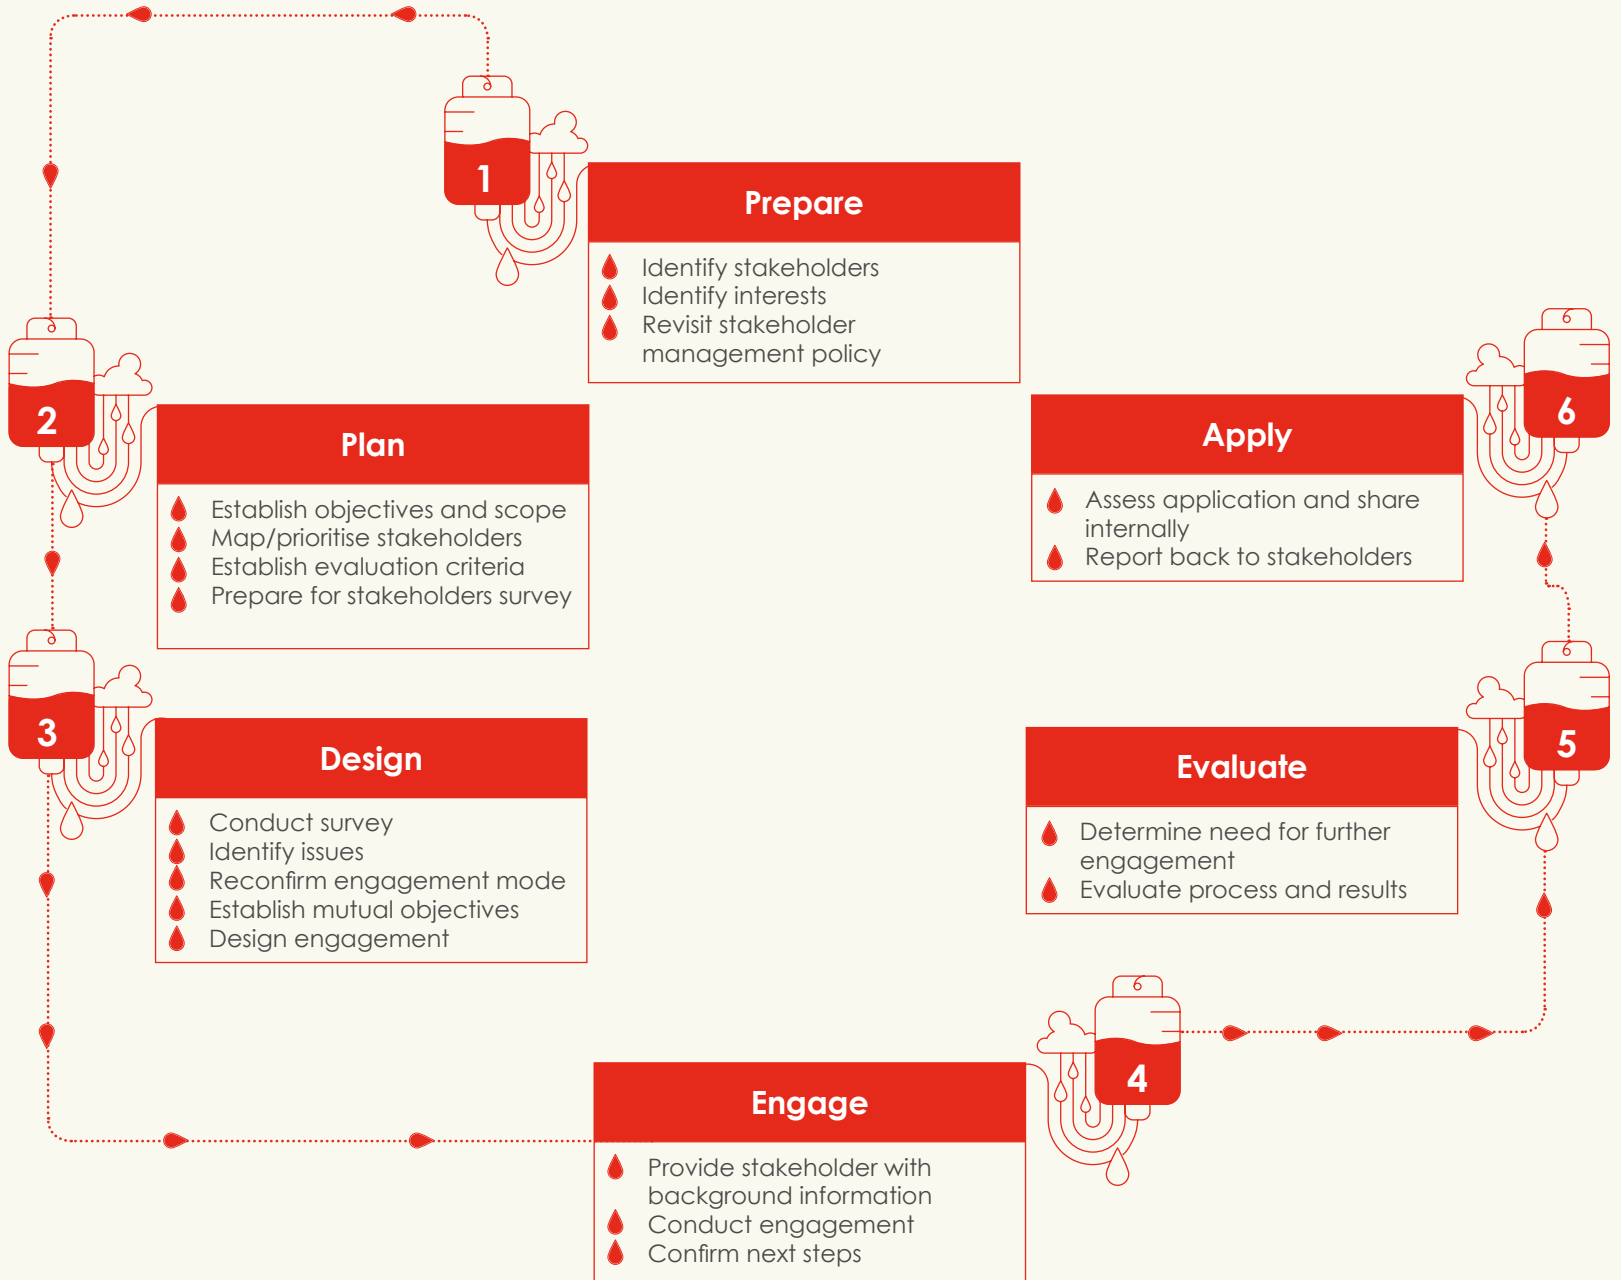 1
Prepare
Identify stakeholders
Identify interests
Revisit stakeholder
management policy
2
Plan
Establish objectives and scope
Map/prioritise stakeholders
Establish evaluation criteria
Prepare for stakeholders survey
3
Design
Conduct survey
Identify issues
Reconfirm engagement mode
Establish mutual objectives
Design engagement
4
Engage
Provide stakeholder with
background information
Conduct engagement
Confirm next steps
5
Evaluate
Determine need for further
engagement
Evaluate process and results
6
Apply
Assess application and share
internally
Report back to stakeholders